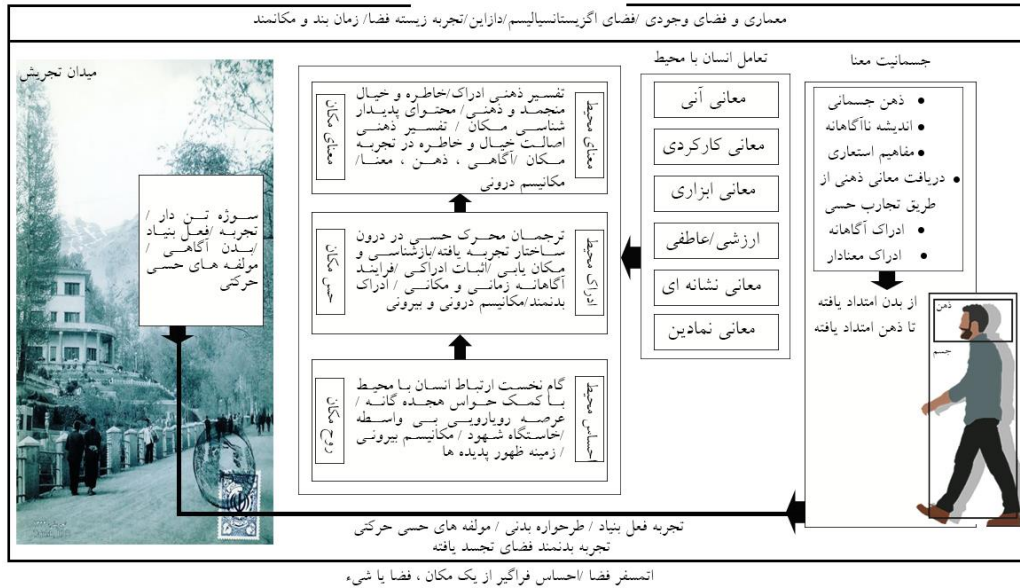 معماری و فضای وجودی /فضای اگزیستانسیالیسم/دازاین/تجربه زیسته فضا/ زمان بند و مکانمند
جسمانیت معنا
ذهن جسمانی
اندیشه ناآگاهانه
مفاهیم استعاری
دریافت معانی ذهنی از
طریق تجارب حسی
ادراک آگاهانه
ادراک معنادار
از بدن امتداد یافته
تا ذهن امتداد یافته
ذهن
جسم
تعامل انسان با محیط
معانی آنی
معانی کارکردی
معانی ابزاری
ارزشی/عاطفی
معانی نشانه ای
معانی نمادین
معنای محیط
تفسیر ذهنی ادراک/خاطره و خیال
منجمد و ذهنی/ محتوای پدیدار
شناسی مکان / تفسیر ذهنی
اصالت خیال و خاطره در تجربه
مکان /آگاهی ، ذهن ، معنا/
مکانیسم درونی
معنای مکان
ادراک محیط
ترجمان محرک حسی در درون
ساختار تجربه یافته/بازشناسی و
مکان یابی/اثبات ادراکی /فرایند
آگاهانه زمانی و مکانی / ادراک
بدنمند/مکانیسم درونی و بیرونی
حس مکان
احساس محیط
گام نخست ارتباط انسان با محیط
با کمک حواس هجده گانه /
عرصه رویارویی بی واسطه
/خاستگاه شهود / مکانیسم بیرونی
/ زمینه ظهور پدیده ها
روح مکان
میدان تجریش
سوژه تن دار /
تجربه /فعل بنیاد
/بدن آگاهی /
مولفه های حسی
حرکتی
تجربه فعل بنیاد / طرحواره بدنی / مولفه های حسی حرکتی
تجربه بدنمند فضای تجسد یافته
اتمسفر فضا /احساس فراگیر از یک مکان ، فضا یا شیء